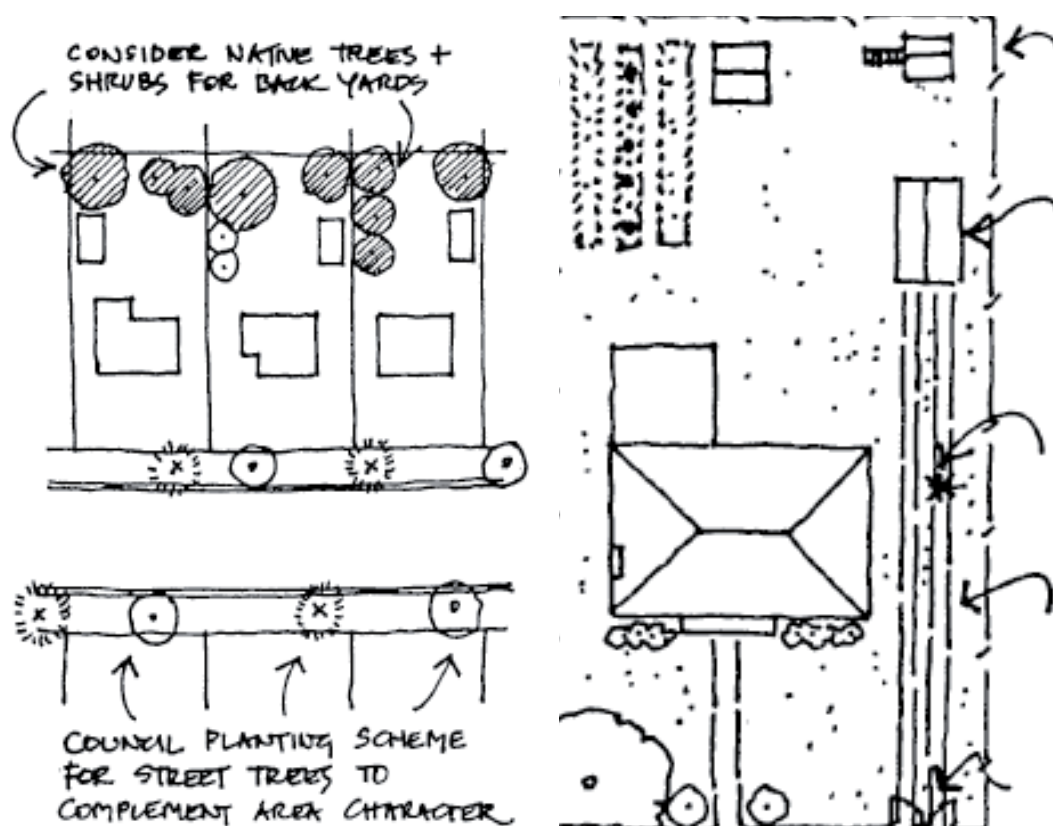 CONSIDER NATIVE TREES +
SHRUBS FOR BACK YARDS
COUNCIL PLANTING SCHEME
FOR STREET TREES TO
COMPLEMENT AREA CHARACTER